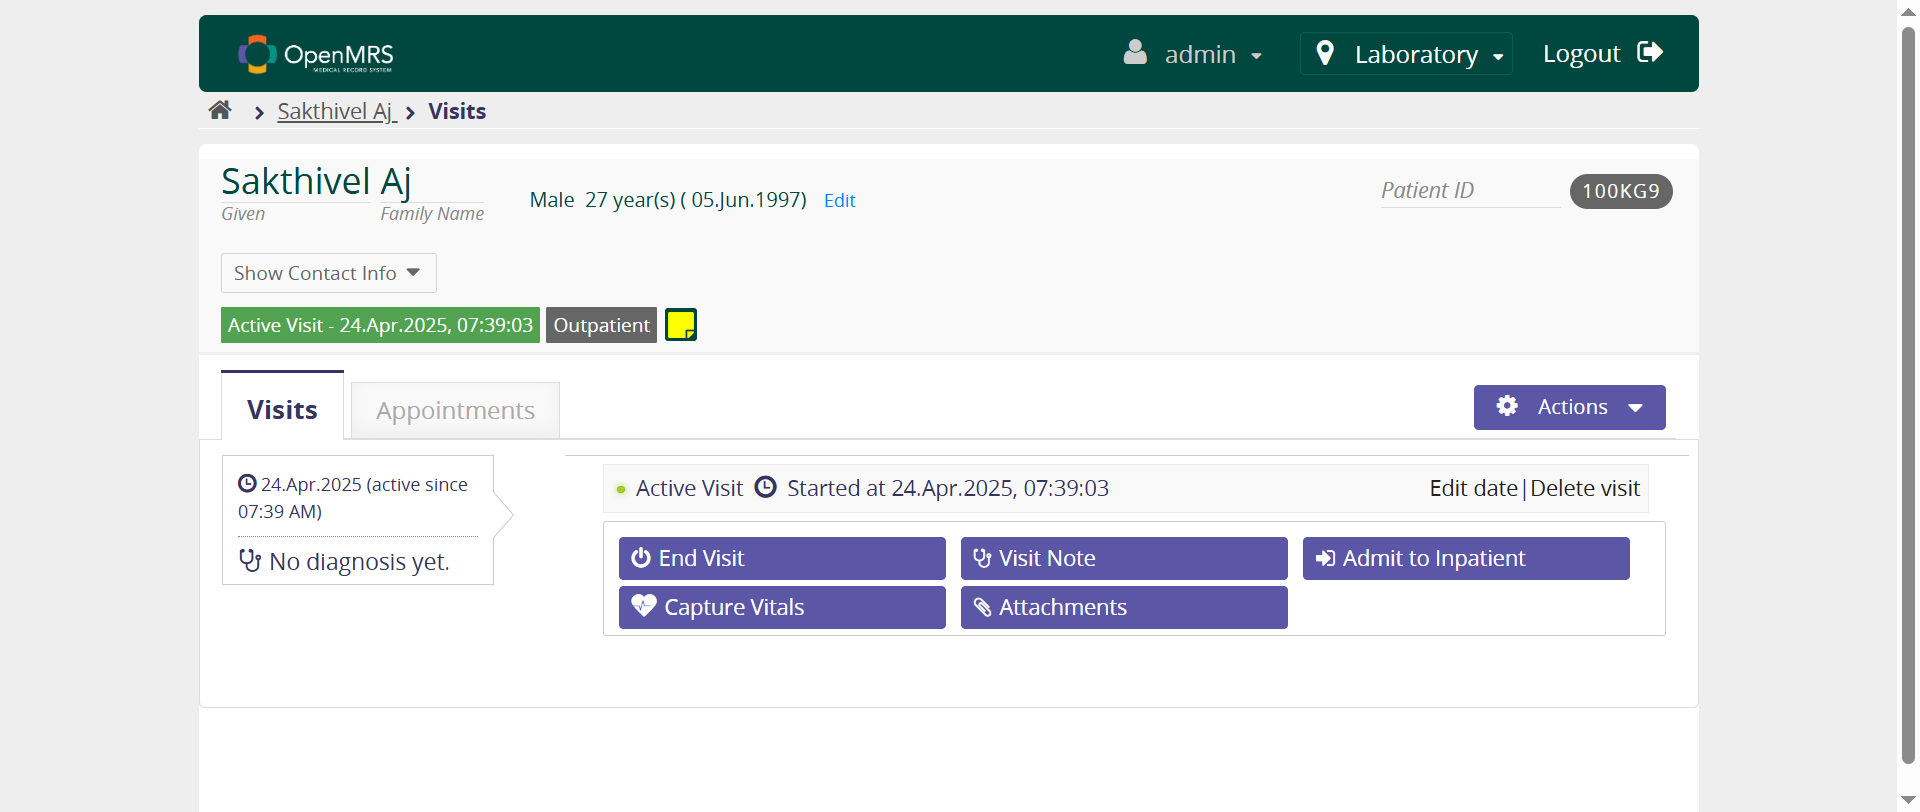 OpenMRS
MEDICAL RECORD SYSTEM
admin
Laboratory
Logout
Sakthivel Aj
Visits
Sakthivel Aj
Given
Family Name
Male 27 year(s) ( 05.Jun.1997) Edit
Patient ID 100KG9
Show Contact Info
Active Visit - 24.Apr.2025, 07:39:03
Outpatient
Visits
Appointments
Actions
24.Apr.2025 (active since
07:39 AM)
No diagnosis yet.
Active Visit Started at 24.Apr.2025, 07:39:03
Edit date|Delete visit
End Visit
Visit Note
Admit to Inpatient
Capture Vitals
Attachments